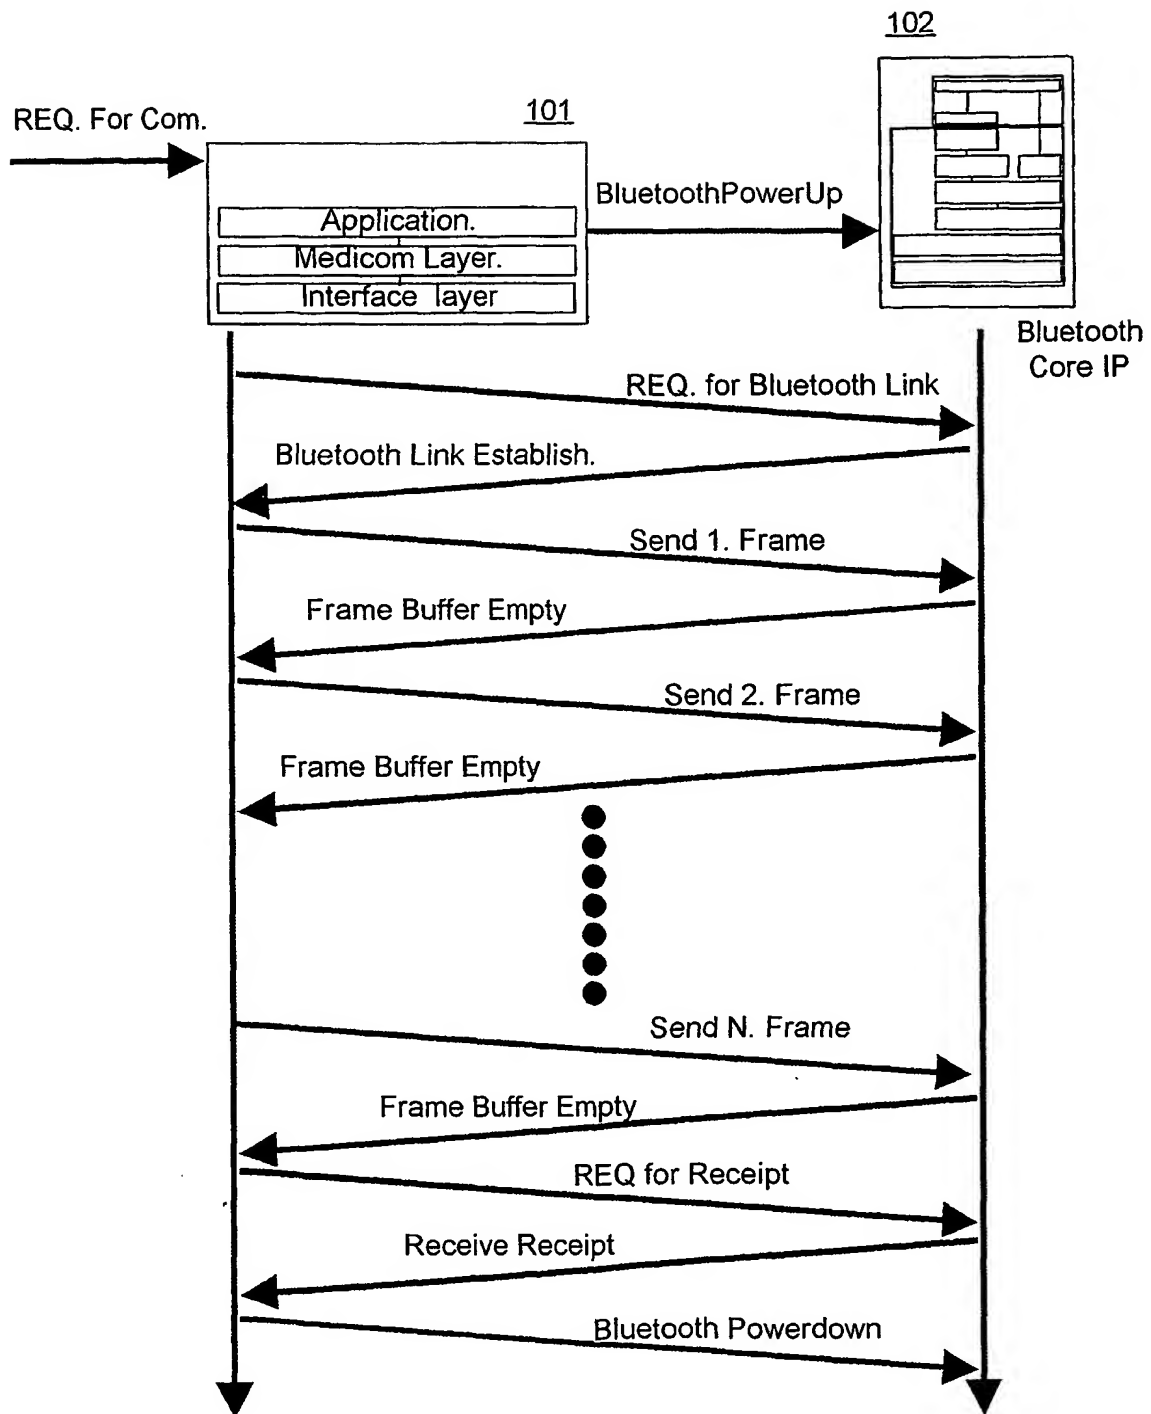 102
REQ. For Com.
101
BluetoothPowerUp
Application.
Medicom Layer.
Interface layer
Bluetooth
Core IP
REQ. for Bluetooth Link
Bluetooth Link Establish.
Send 1. Frame
Frame Buffer Empty
Send 2. Frame
Frame Buffer Empty
Send N. Frame
Frame Buffer Empty
REQ for Receipt
Receive Receipt
Bluetooth Powerdown